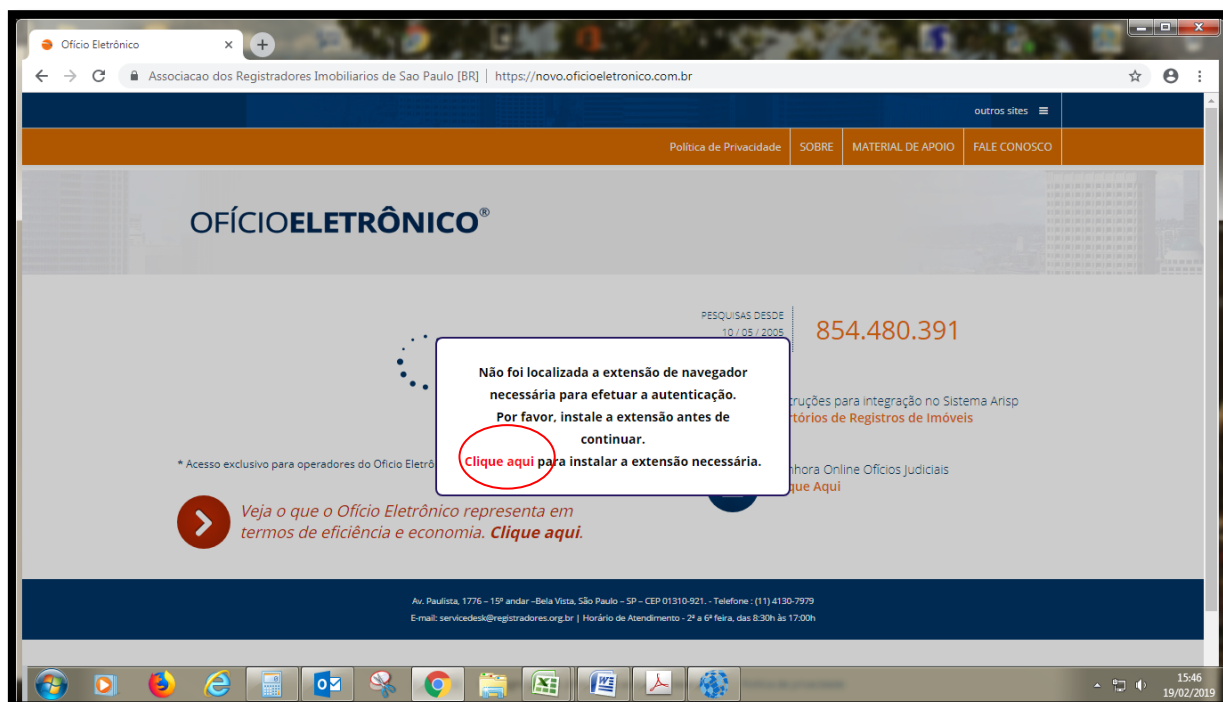 Ofício Eletrônico
Associacao dos Registradores Imobiliarios de Sao Paulo [BR] | https://novo.oficioeletronico.com.br
outros sites
Política de Privacidade SOBRE MATERIAL DE APOIO FALE CONOSCO
OFÍCIOELETRÔNICO®
PESQUISAS DESDE
10 / 05 / 2005
854.480.391
Não foi localizada a extensão de navegador
necessária para efetuar a autenticação.
Por favor, instale a extensão antes de
continuar.
Clique aqui para instalar a extensão necessária.
para integração no Sistema Arisp
de Registros de Imóveis
* Acesso exclusivo para operadores do Ofício
Online Ofícios Judiciais
Aqui
Veja o que o Ofício Eletrônico representa em
termos de eficiência e economia. Clique aqui.
Av. Paulista, 1776 – 15º andar –Bela Vista, São Paulo – SP – CEP 01310-921. - Telefone : (11) 4130-7979
E-mail: servicedesk@registradores.org.br | Horário de Atendimento - 2ª a 6ª feira, das 8:30h às 17:00h
15:46
19/02/2019